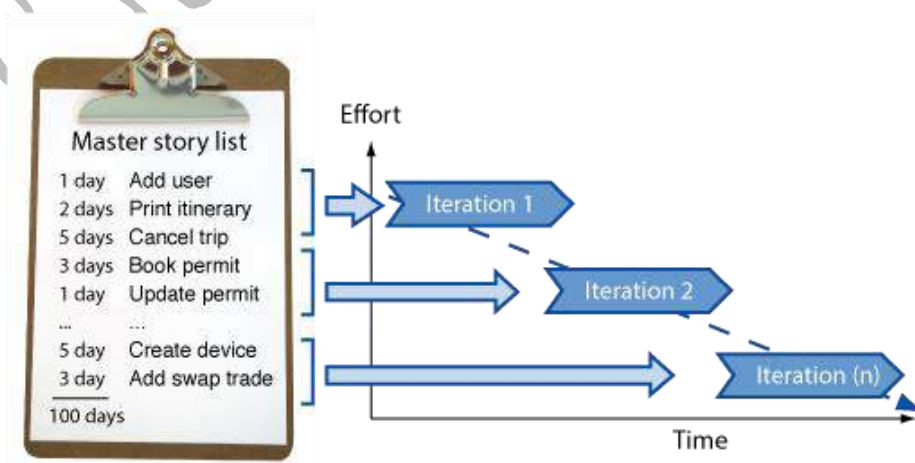 Master story list
1 day Add user
2 days Print itinerary
5 days Cancel trip
3 days Book permit
1 day Update permit
... ...
5 day Create device
3 day Add swap trade
100 days
Effort
Iteration 1
Iteration 2
Iteration (n)
Time